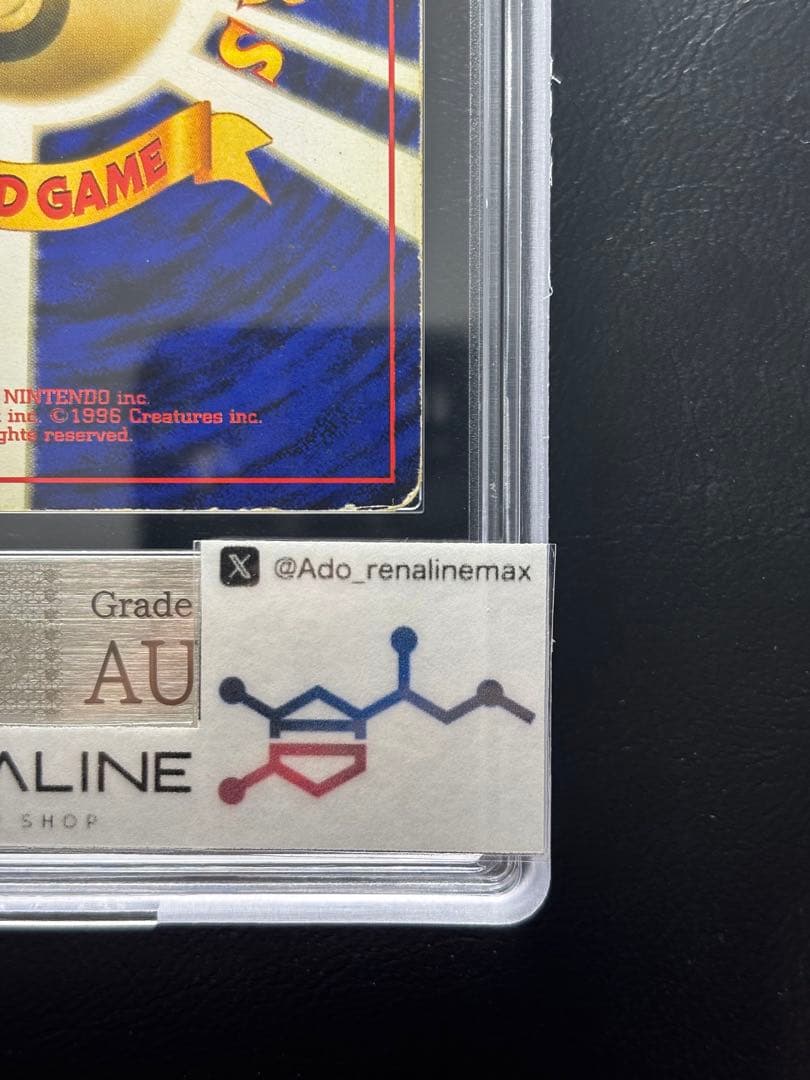 S
D GAME
NINTENDO inc.
inc. ©1996 Creatures inc.
ghts reserved.
X @Ado_renalinemax
Grade
AU
ALINE
SHOP